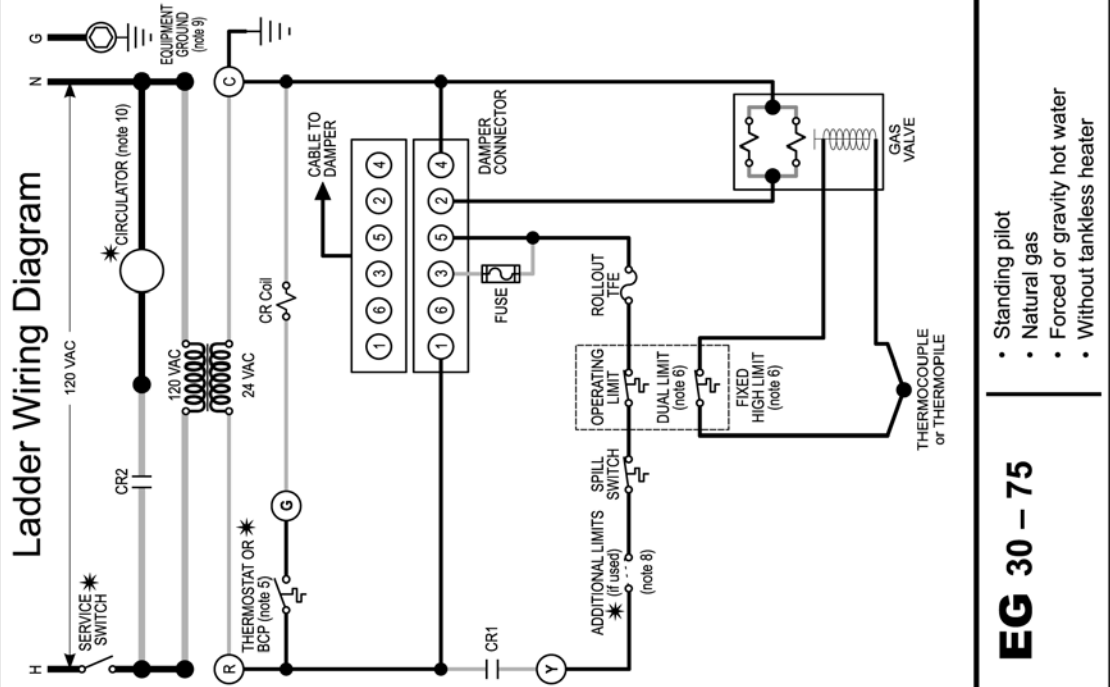 Ladder Wiring Diagram
H
120 VAC
N
G
SERVICE
SWITCH
CR2
CIRCULATOR (note 10)
EQUIPMENT
GROUND
(note 9)
120 VAC
24 VAC
R
C
THERMOSTAT OR
BCP (note 5)
G
CR Coil
CABLE TO
DAMPER
1
6
3
5
2
4
1
6
3
5
2
4
DAMPER
CONNECTOR
FUSE
CR1
Y
ADDITIONAL LIMITS
(if used)
(note 8)
SPILL
SWITCH
OPERATING
LIMIT
DUAL LIMIT
(note 6)
FIXED
HIGH LIMIT
(note 6)
ROLLOUT
TFE
GAS
VALVE
THERMOCOUPLE
or THERMOPILE
EG 30 – 75
• Standing pilot
• Natural gas
• Forced or gravity hot water
• Without tankless heater